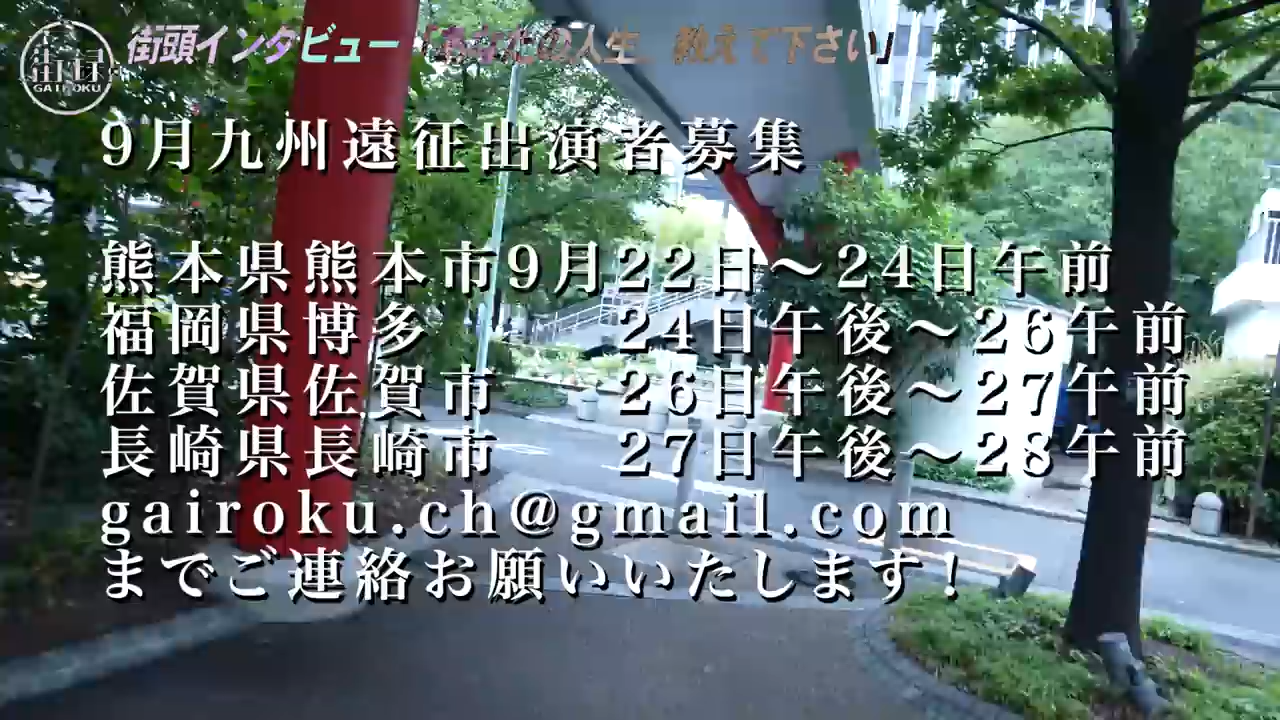 街録
GAIROKU
街頭インタビュー「あなたの人生、教えて下さい」
9月九州遠征出演者募集
熊本県熊本市9月22日〜24日午前
福岡県博多 24日午後〜26午前
佐賀県佐賀市 26日午後〜27午前
長崎県長崎市 27日午後〜28午前
gairoku.ch@gmail.com
までご連絡お願いいたします！